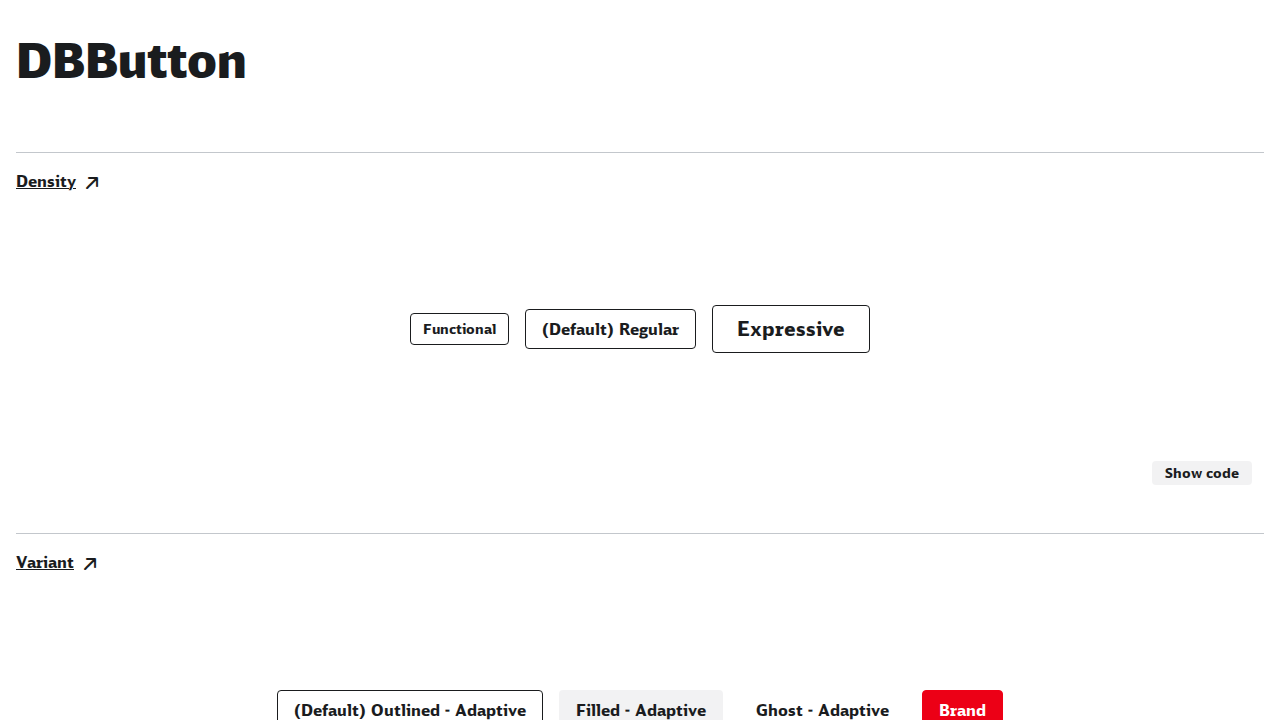 DBButton
Density
Functional
(Default) Regular
Expressive
Show code
Variant
(Default) Outlined - Adaptive
Filled - Adaptive
Ghost - Adaptive
Brand